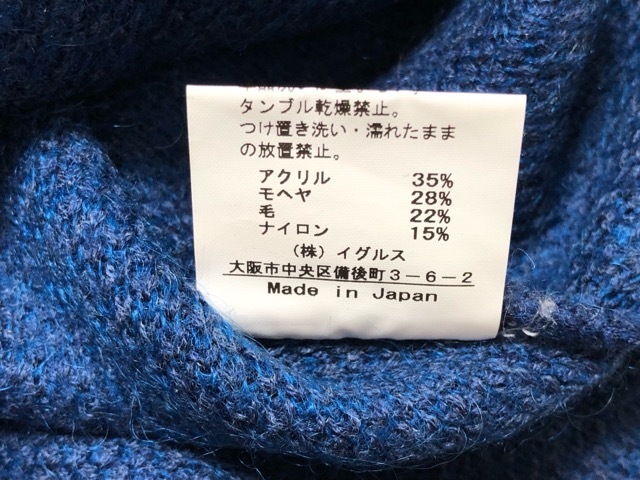 タンブル乾燥禁止。
つけ置き洗い・濡れたまま
の放置禁止。
アクリル 35%
モヘヤ 28%
毛 22%
ナイロン 15%
(株) イグルス
大阪市中央区備後町3-6-2
Made in Japan